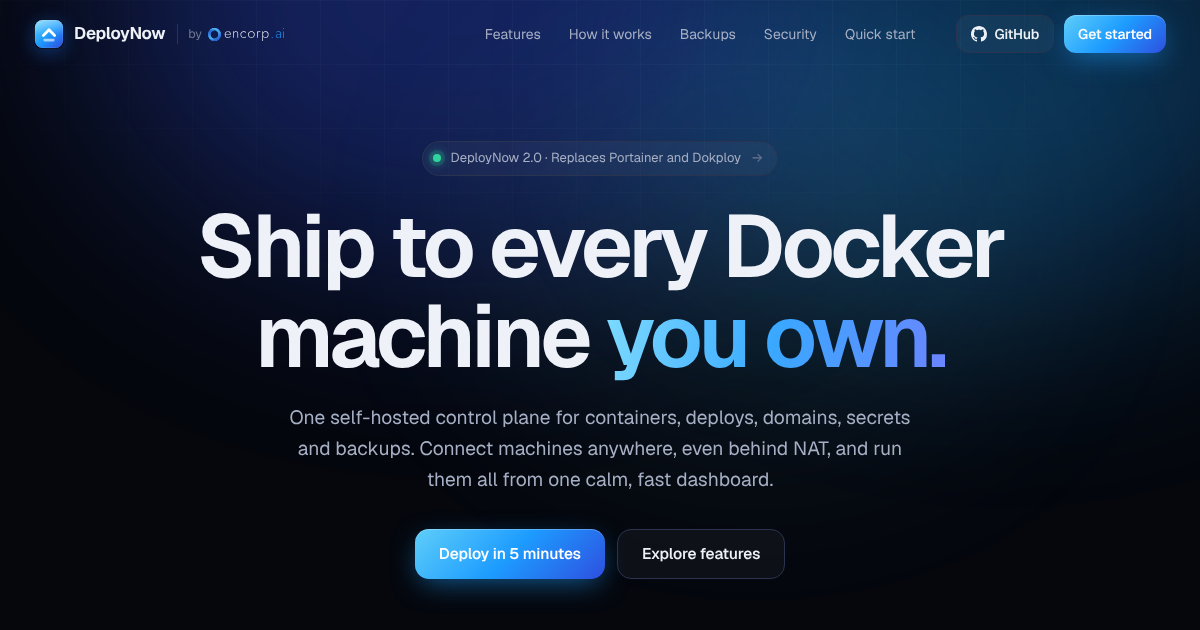 DeployNow by encorp.ai Features How it works Backups Security Quick start GitHub Get started
DeployNow 2.0 · Replaces Portainer and Dokploy →
Ship to every Docker
machine you own.
One self-hosted control plane for containers, deploys, domains, secrets
and backups. Connect machines anywhere, even behind NAT, and run
them all from one calm, fast dashboard.
Deploy in 5 minutes Explore features